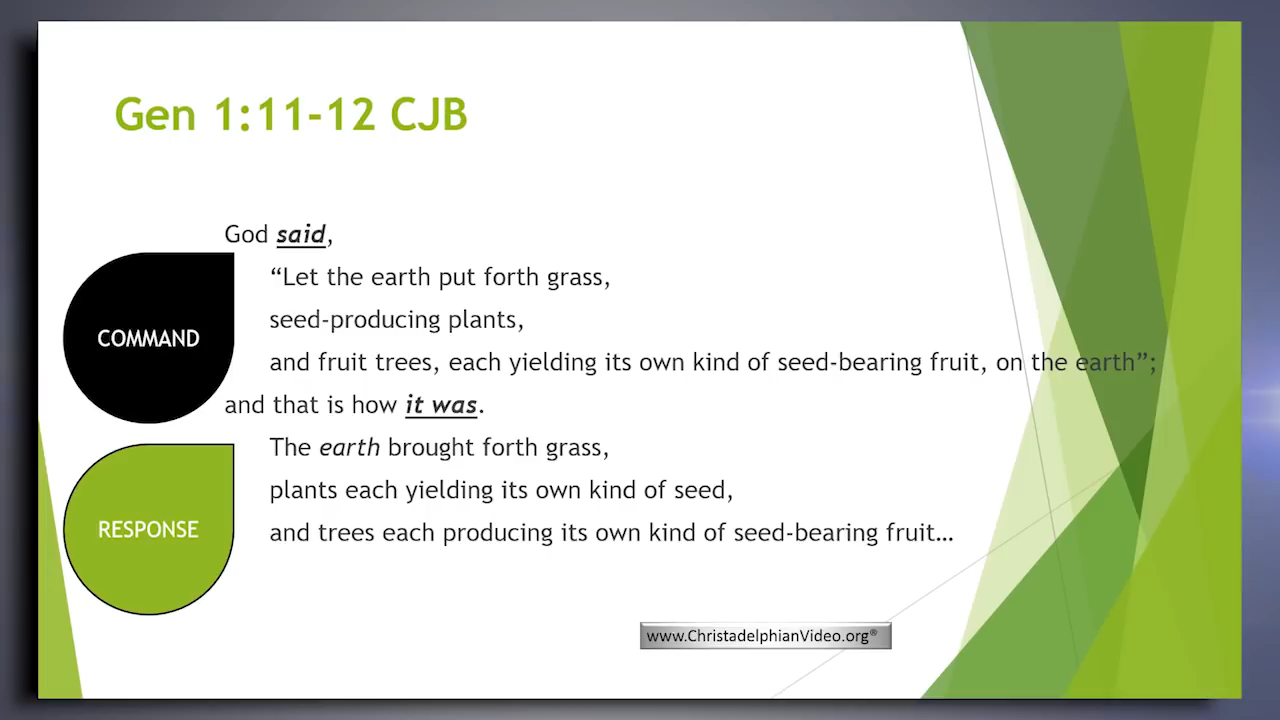 Gen 1:11-12 CJB
God said,
“Let the earth put forth grass,
seed-producing plants,
COMMAND
and fruit trees, each yielding its own kind of seed-bearing fruit, on the earth”;
and that is how it was.
The earth brought forth grass,
plants each yielding its own kind of seed,
RESPONSE
and trees each producing its own kind of seed-bearing fruit…
www.ChristadelphianVideo.org®